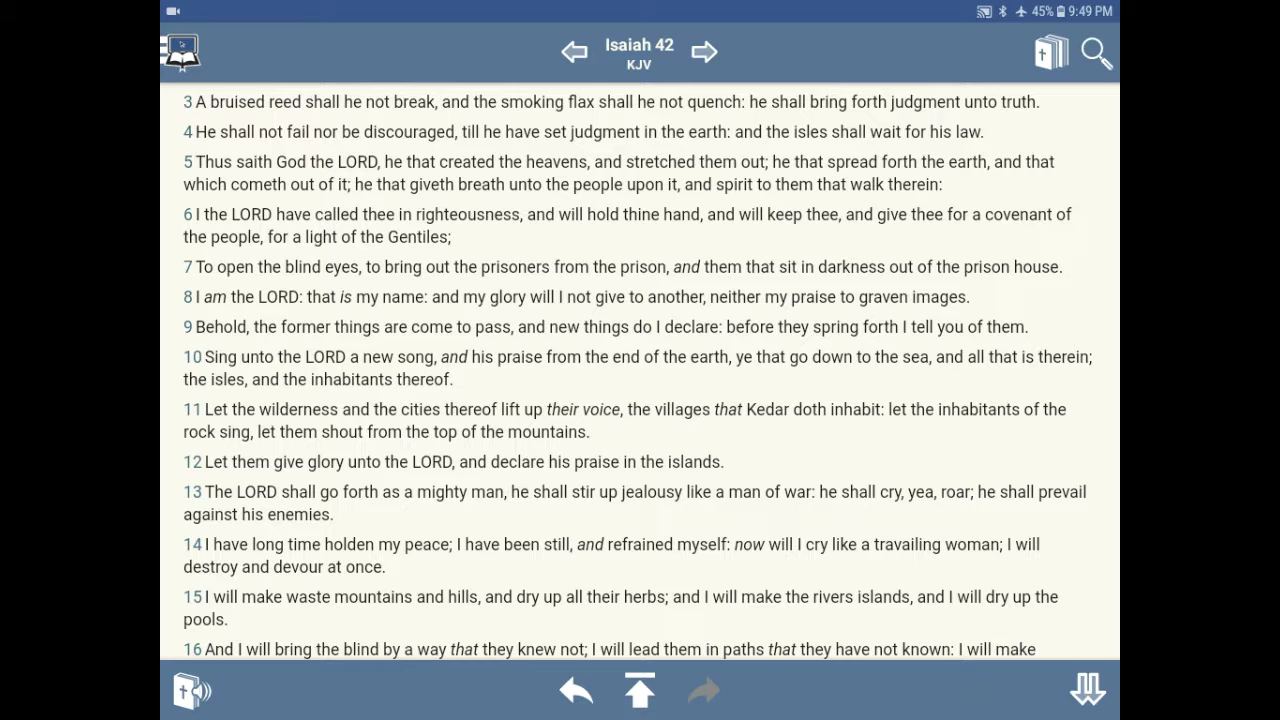 45% 9:49 PM
Isaiah 42
KJV
3 A bruised reed shall he not break, and the smoking flax shall he not quench: he shall bring forth judgment unto truth.
4 He shall not fail nor be discouraged, till he have set judgment in the earth: and the isles shall wait for his law.
5 Thus saith God the LORD, he that created the heavens, and stretched them out; he that spread forth the earth, and that
which cometh out of it; he that giveth breath unto the people upon it, and spirit to them that walk therein:
6 I the LORD have called thee in righteousness, and will hold thine hand, and will keep thee, and give thee for a covenant of
the people, for a light of the Gentiles;
7 To open the blind eyes, to bring out the prisoners from the prison, and them that sit in darkness out of the prison house.
8 I am the LORD: that is my name: and my glory will I not give to another, neither my praise to graven images.
9 Behold, the former things are come to pass, and new things do I declare: before they spring forth I tell you of them.
10 Sing unto the LORD a new song, and his praise from the end of the earth, ye that go down to the sea, and all that is therein;
the isles, and the inhabitants thereof.
11 Let the wilderness and the cities thereof lift up their voice, the villages that Kedar doth inhabit: let the inhabitants of the
rock sing, let them shout from the top of the mountains.
12 Let them give glory unto the LORD, and declare his praise in the islands.
13 The LORD shall go forth as a mighty man, he shall stir up jealousy like a man of war: he shall cry, yea, roar; he shall prevail
against his enemies.
14 I have long time holden my peace; I have been still, and refrained myself: now will I cry like a travailing woman; I will
destroy and devour at once.
15 I will make waste mountains and hills, and dry up all their herbs; and I will make the rivers islands, and I will dry up the
pools.
16 And I will bring the blind by a way that they knew not; I will lead them in paths that they have not known: I will make